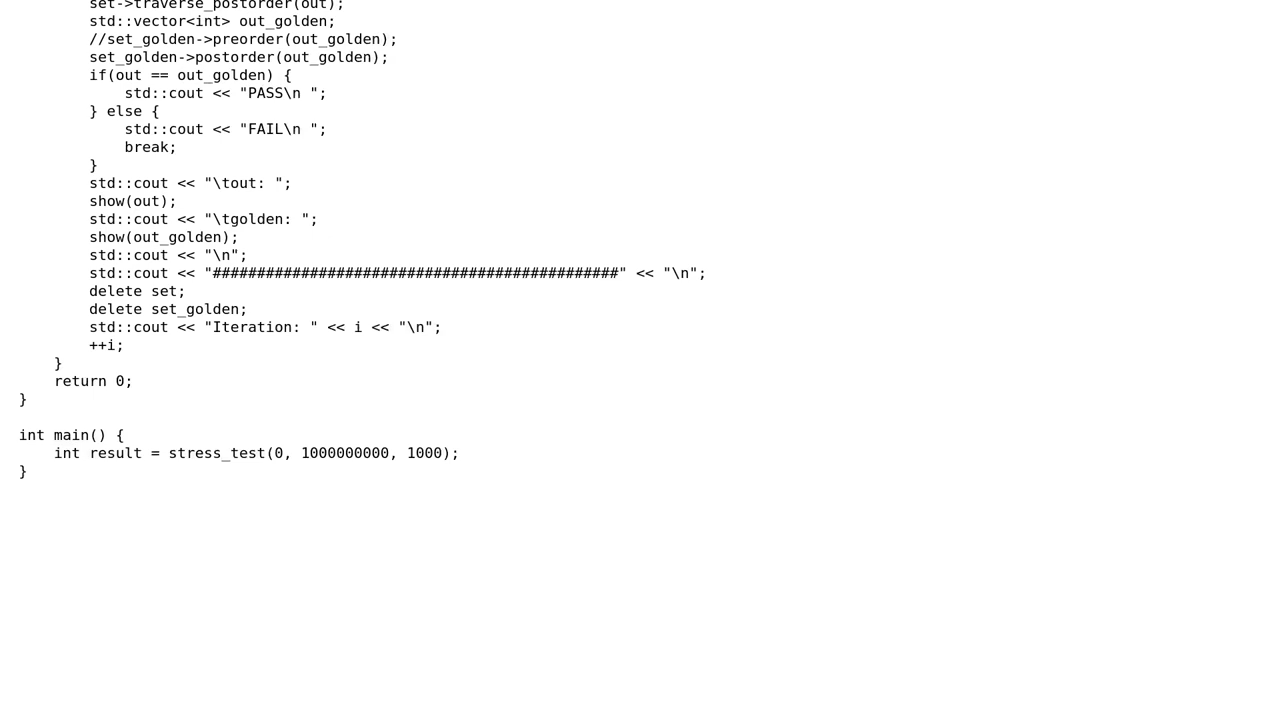 set->traverse_postorder(out);
        std::vector<int> out_golden;
        //set_golden->preorder(out_golden);
        set_golden->postorder(out_golden);
        if(out == out_golden) {
            std::cout << "PASS\n ";
        } else {
            std::cout << "FAIL\n ";
            break;
        }
        std::cout << "\tout: ";
        show(out);
        std::cout << "\tgolden: ";
        show(out_golden);
        std::cout << "\n";
        std::cout << "##############################################" << "\n";
        delete set;
        delete set_golden;
        std::cout << "Iteration: " << i << "\n";
        ++i;
    }
    return 0;
}

int main() {
    int result = stress_test(0, 1000000000, 1000);
}